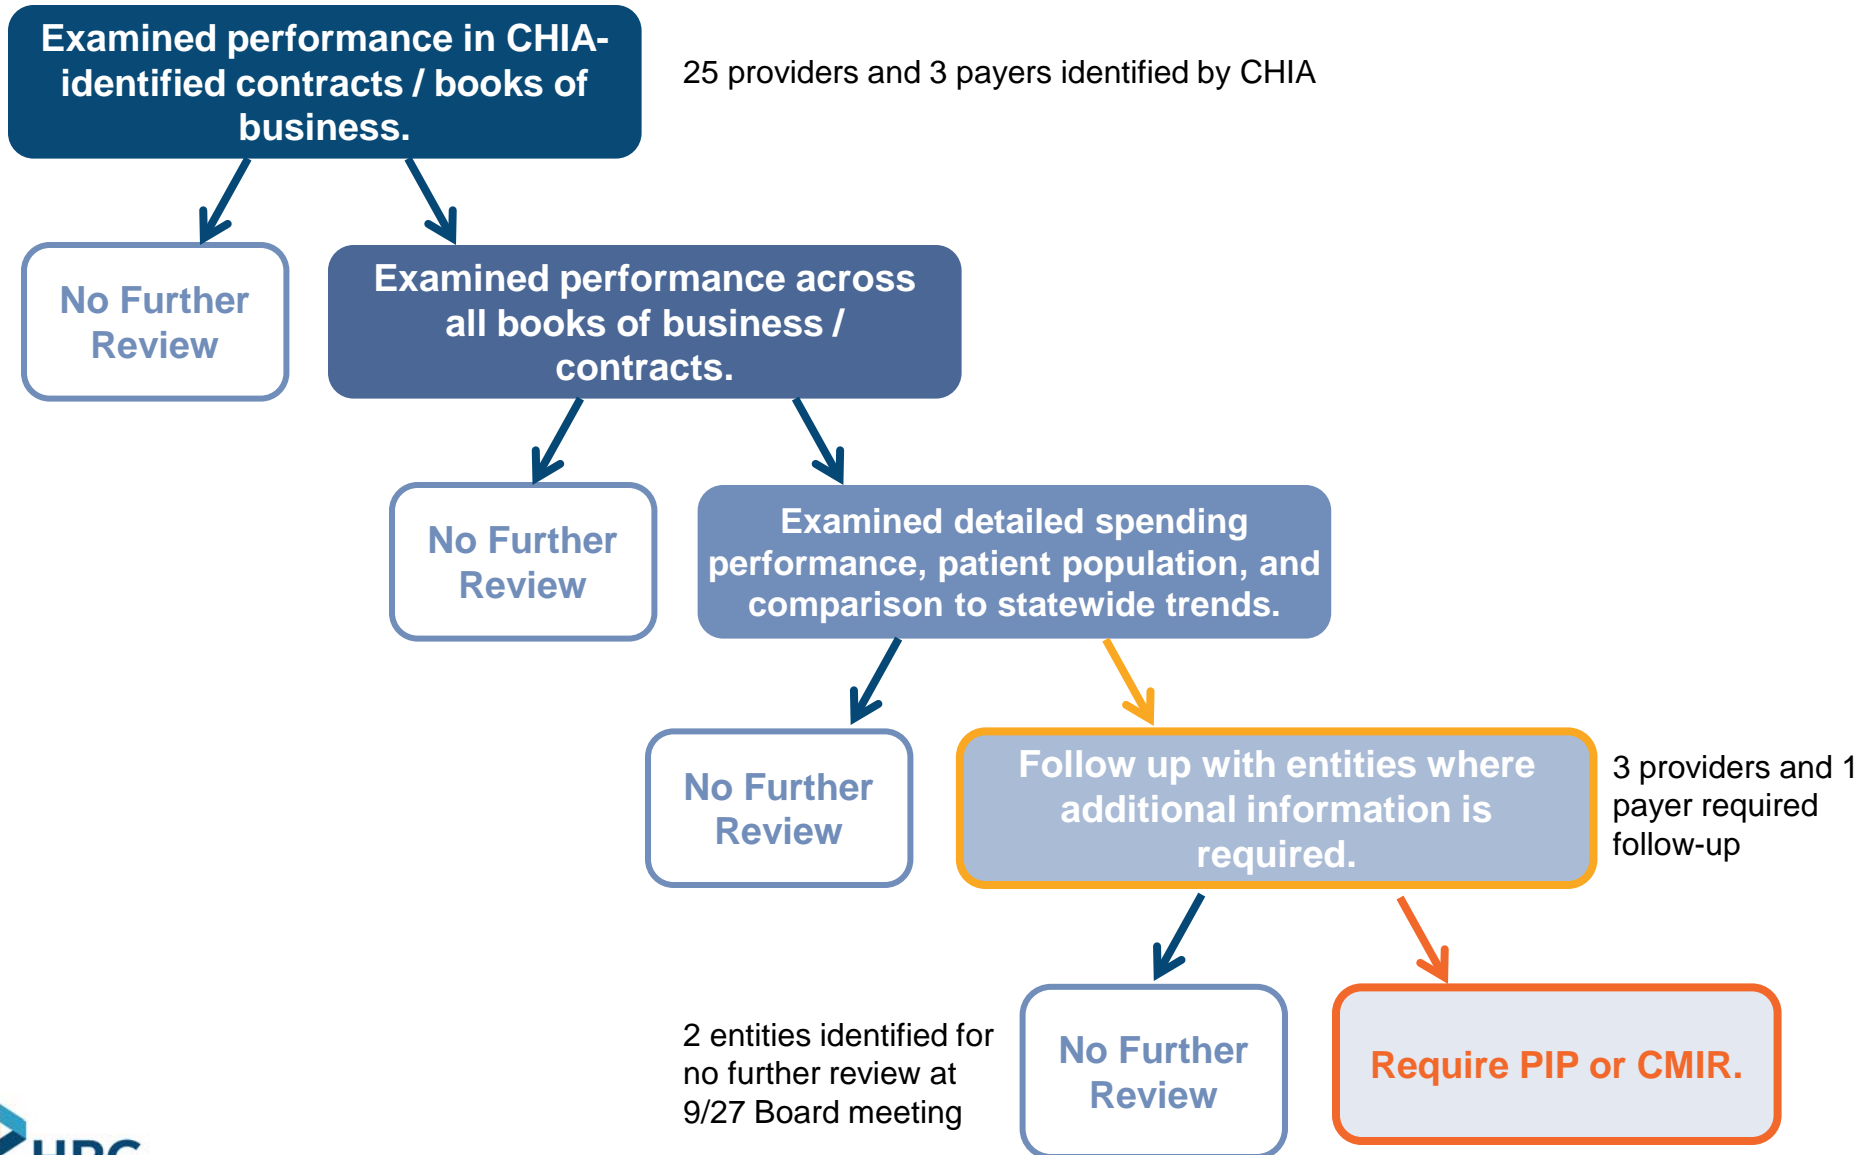 Examined performance in CHIA-
identified contracts / books of
business.
25 providers and 3 payers identified by CHIA
No Further
Review
Examined performance across
all books of business /
contracts.
No Further
Review
Examined detailed spending
performance, patient population, and
comparison to statewide trends.
No Further
Review
Follow up with entities where
additional information is
required.
3 providers and 1
payer required
follow-up
2 entities identified for
no further review at
9/27 Board meeting
No Further
Review
Require PIP or CMIR.
HPC